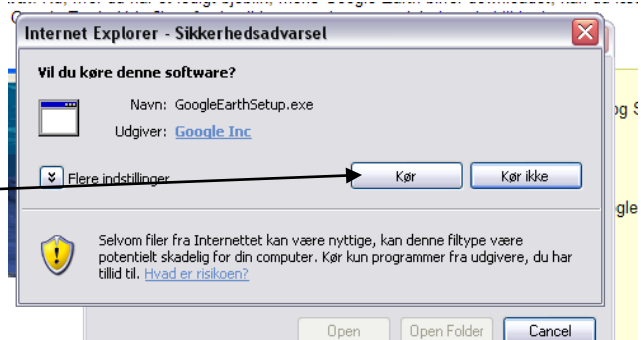 Internet Explorer - Sikkerhedsadvarsel
Vil du køre denne software?
Navn: GoogleEarthSetup.exe
Udgiver: Google Inc
Flere indstillinger
Kør
Kør ikke
Selvom filer fra Internettet kan være nyttige, kan denne filtype være
potentielt skadelig for din computer. Kør kun programmer fra udgivere, du har
tillid til. Hvad er risikoen?
Open
Open Folder
Cancel